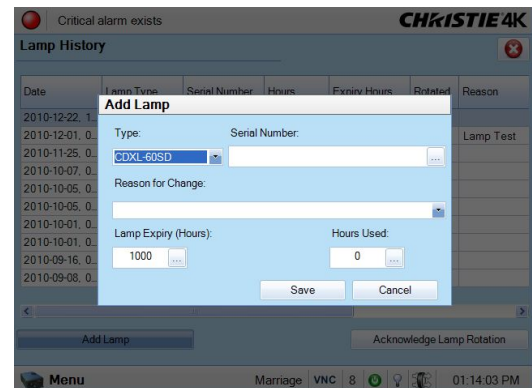 Critical alarm exists
CHRISTIE 4K
Lamp History
Date Lamp Type Serial Number Hours Expiry Hours Rotated Reason
Add Lamp
2010-12-22, 1...
2010-12-01, 0... Lamp Test
2010-11-25, 0...
2010-10-07, 0...
2010-10-05, 0...
2010-10-05, 0...
2010-10-01, 0...
2010-10-01, 0...
2010-09-16, 0...
2010-09-08, 0...
Type: Serial Number:
CDXL-60SD ...
Reason for Change:
Lamp Expiry (Hours): Hours Used:
1000 ... 0 ...
Save Cancel
Add Lamp Acknowledge Lamp Rotation
Menu Marriage VNC 8 01:14:03 PM